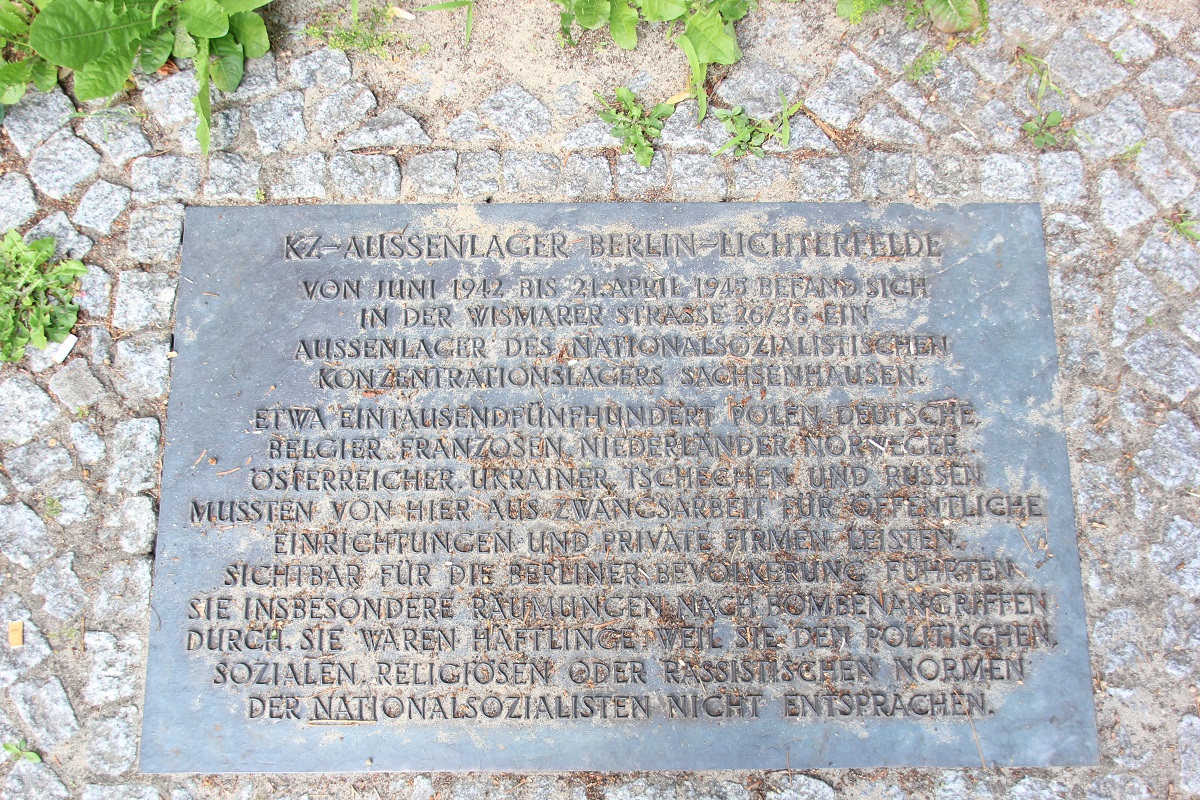 KZ-AUSSENLAGER BERLIN-LICHTERFELDE
VON JUNI 1942 BIS 21. APRIL 1945 BEFAND SICH
IN DER WISMARER STRASSE 26/36 EIN
AUSSENLAGER DES NATIONALSOZIALISTISCHEN
KONZENTRATIONSLAGERS SACHSENHAUSEN.
ETWA EINTAUSENDFÜNFHUNDERT POLEN, DEUTSCHE,
BELGIER, FRANZOSEN, NIEDERLÄNDER, NORWEGER,
ÖSTERREICHER, UKRAINER, TSCHECHEN UND RUSSEN
MUSSTEN VON HIER AUS ZWANGSARBEIT FÜR ÖFFENTLICHE
EINRICHTUNGEN UND PRIVATE FIRMEN LEISTEN.
SICHTBAR FÜR DIE BERLINER BEVÖLKERUNG FÜHRTEN
SIE INSBESONDERE RÄUMUNGEN NACH BOMBENANGRIFFEN
DURCH. SIE WAREN HÄFTLINGE, WEIL SIE DEN POLITISCHEN,
SOZIALEN, RELIGIÖSEN ODER RASSISTISCHEN NORMEN
DER NATIONALSOZIALISTEN NICHT ENTSPRACHEN.